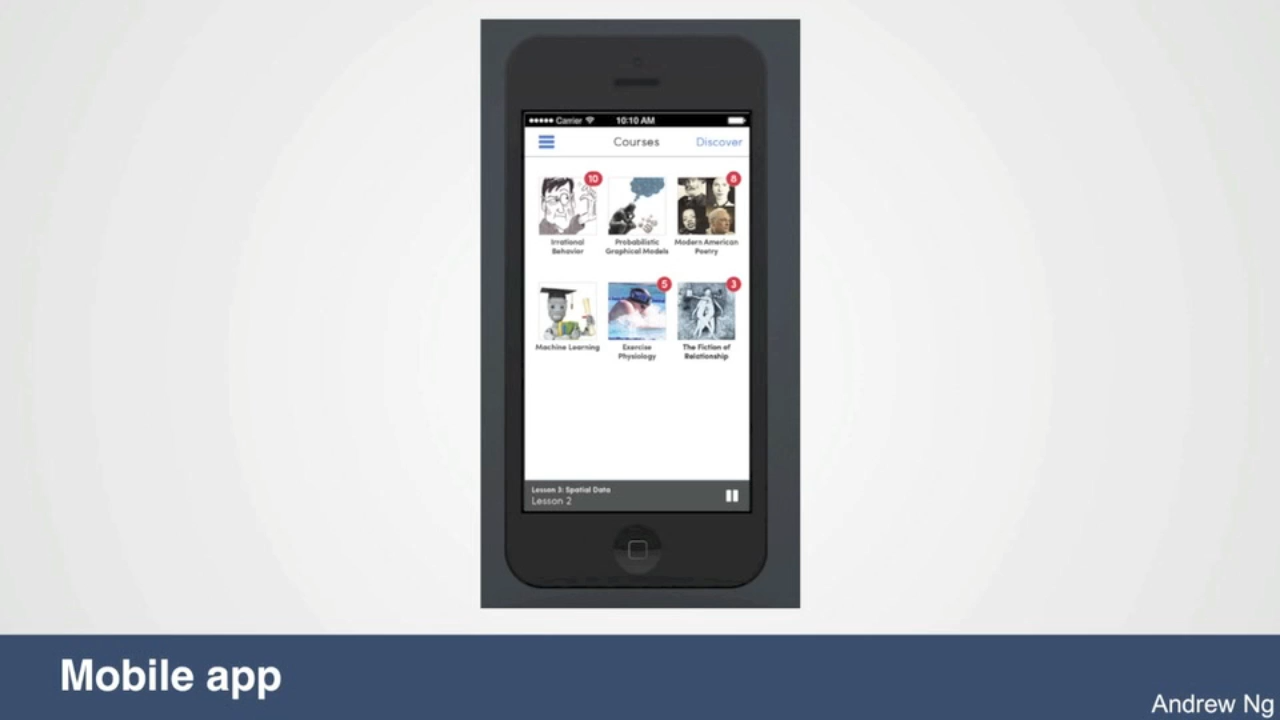 Carrier 10:10 AM
Courses Discover
10
8
Irrational
Behavior
Probabilistic
Graphical Models
Modern American
Poetry
5
3
Machine Learning
Exercise
Physiology
The Fiction of
Relationship
Lesson 3: Spatial Data
Lesson 2
Mobile app
Andrew Ng